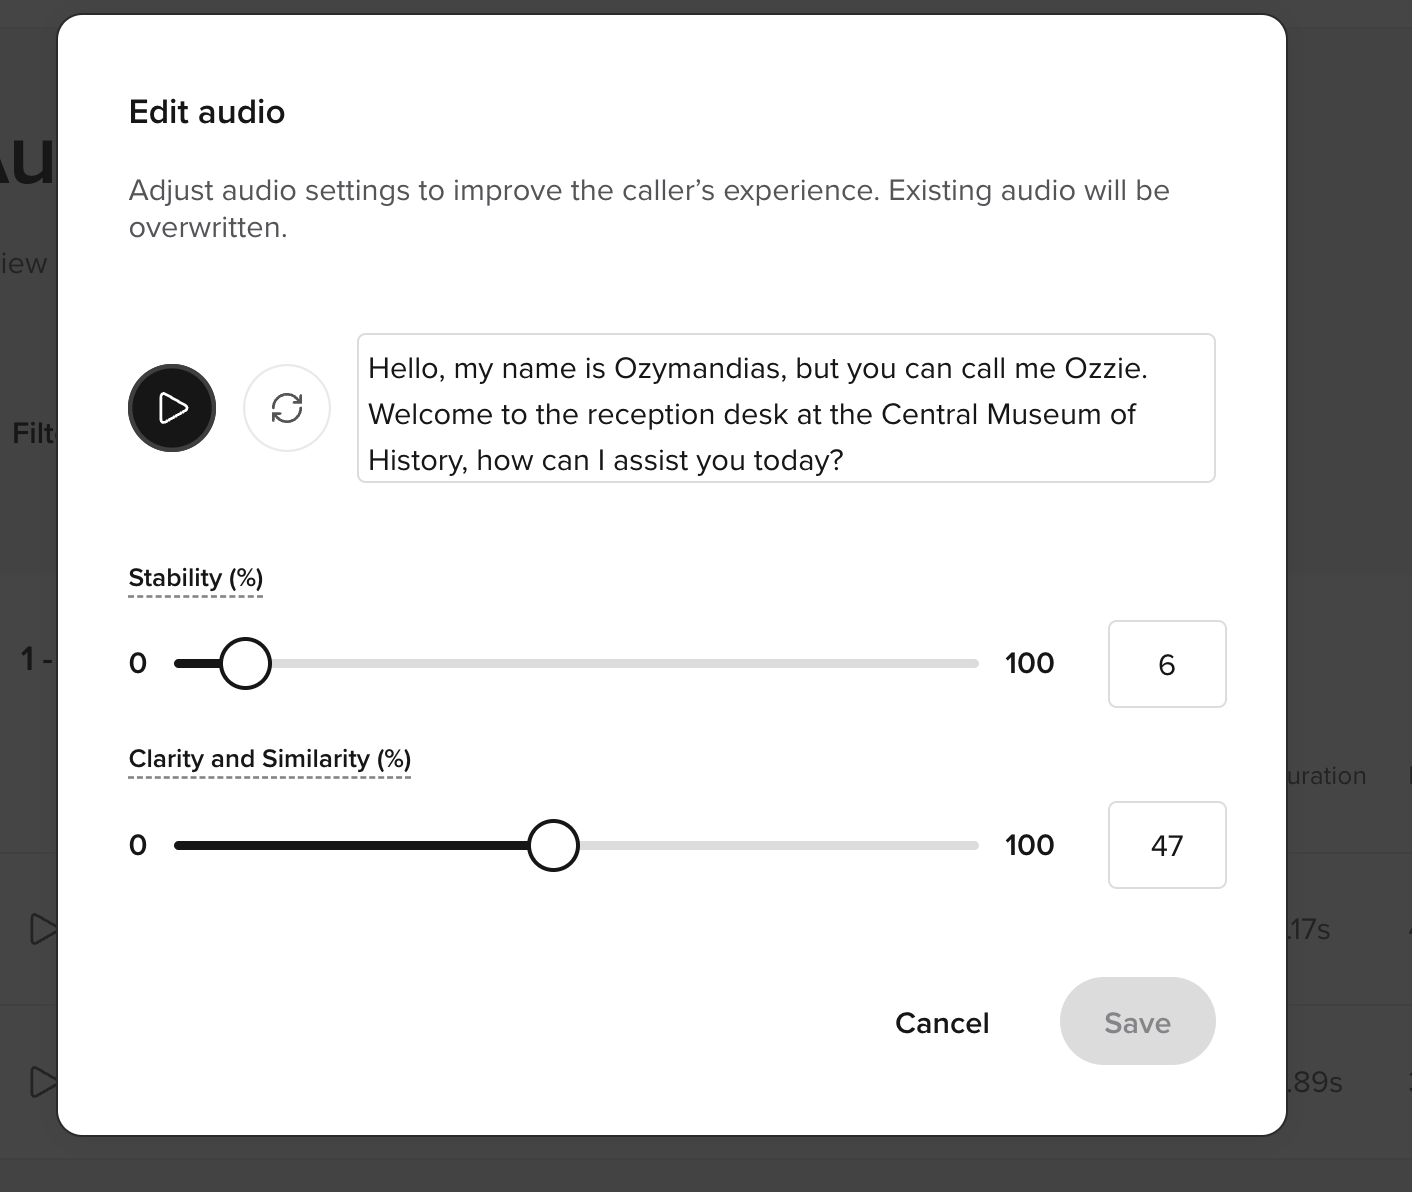 Edit audio
Adjust audio settings to improve the caller’s experience. Existing audio will be
overwritten.
iew
Hello, my name is Ozymandias, but you can call me Ozzie.
Welcome to the reception desk at the Central Museum of
History, how can I assist you today?
Stability (%)
0 100 6
1 -
Clarity and Similarity (%)
uration
0 100 47
.17s
Cancel Save
.89s